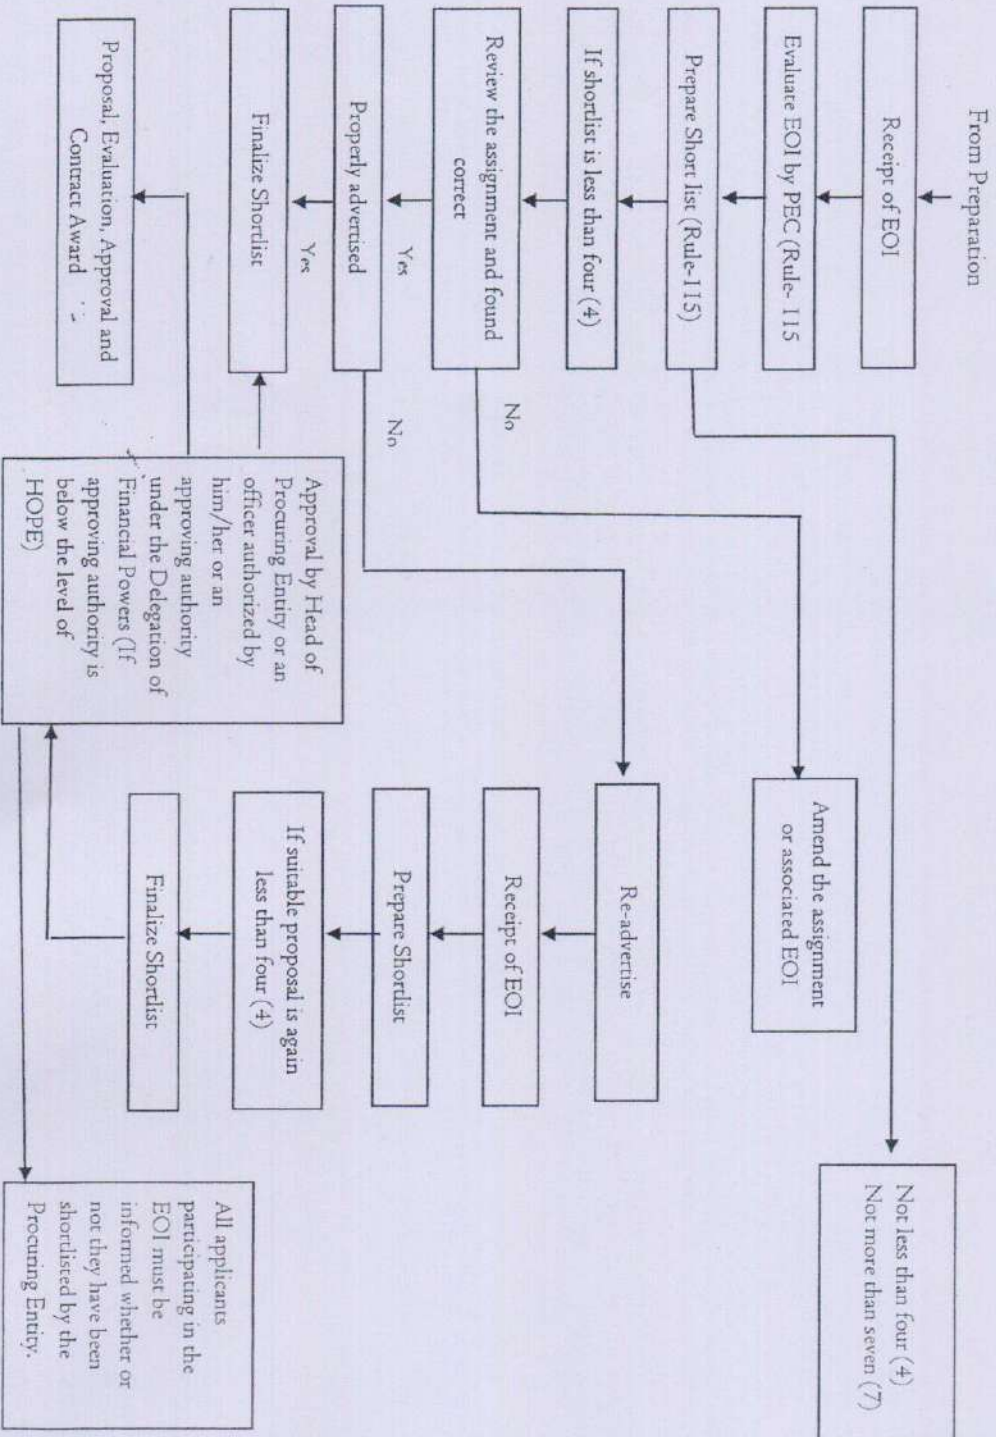 From Preparation
Receipt of EOI
Evaluate EOI by PEC (Rule- 115
Prepare Short list (Rule-115)
Not less than four (4)
Not more than seven (7)
If shortlist is less than four (4)
Review the assignment and found
correct
No
Amend the assignment
or associated EOI
Yes
Properly advertised
No
Re-advertise
Receipt of EOI
Prepare Shortlist
If suitable proposal is again
less than four (4)
Finalize Shortlist
Yes
Finalize Shortlist
Approval by Head of
Procuring Entity or an
officer authorized by
him/her or an
approving authority
under the Delegation of
Financial Powers (If
approving authority is
below the level of
HOPE)
Proposal, Evaluation, Approval and
Contract Award
All applicants
participating in the
EOI must be
informed whether or
not they have been
shortlisted by the
Procuring Entity.